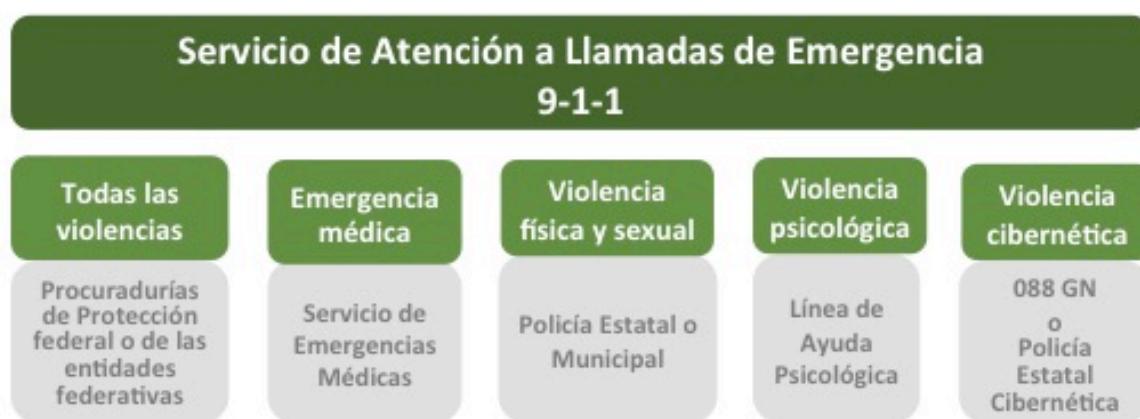 Servicio de Atención a Llamadas de Emergencia
9-1-1
Todas las
violencias
Procuradurías
de Protección
federal o de las
entidades
federativas
Emergencia
médica
Servicio de
Emergencias
Médicas
Violencia
física y sexual
Policía Estatal o
Municipal
Violencia
psicológica
Línea de
Ayuda
Psicológica
Violencia
cibernética
088 GN
o
Policía
Estatal
Cibernética